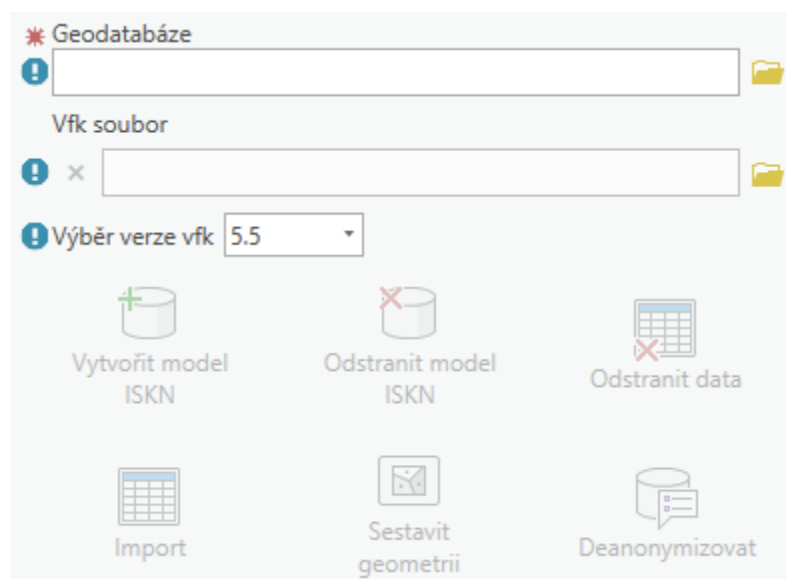 Geodatabáze
Vfk soubor
Výběr verze vfk 5.5
Vytvořit model
ISKN
Odstranit model
ISKN
Odstranit data
Import
Sestavit
geometrii
Deanonymizovat